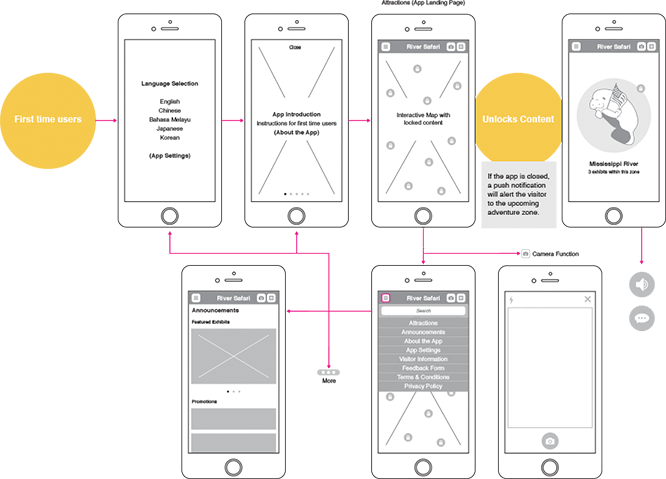 Attractions (App Landing Page)
First time users
Language Selection
English
Chinese
Bahasa Melayu
Japanese
Korean
(App Settings)
Close
App Introduction
Instructions for first time users
(About the App)
River Safari
Interactive Map with
locked content
Unlocks Content
If the app is closed,
a push notification
will alert the visitor
to the upcoming
adventure zone.
River Safari
Mississippi River
3 exhibits within this zone
Camera Function
River Safari
Announcements
Featured Exhibits
Promotions
More
River Safari
Search
Attractions
Announcements
About the App
App Settings
Visitor Information
Feedback Form
Terms & Conditions
Privacy Policy